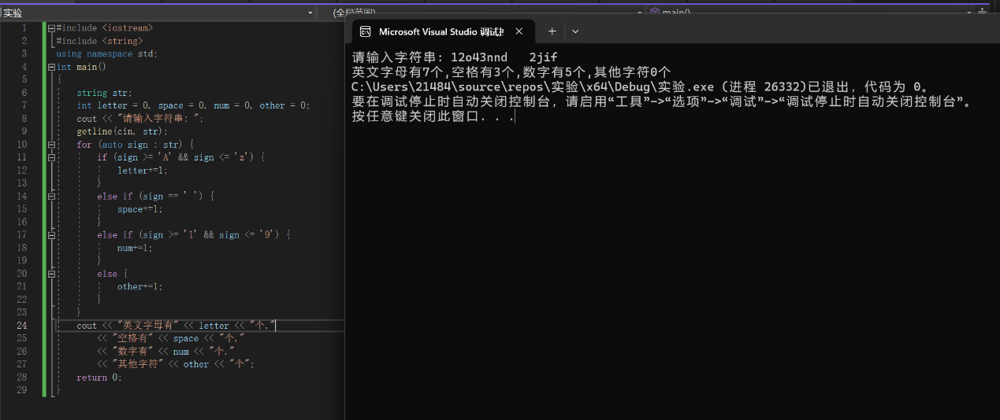 实验
(全局范围)
main()
1 #include <iostream>
2 #include <string>
3 using namespace std;
4 int main()
5 {
6 string str;
7 int letter = 0, space = 0, num = 0, other = 0;
8 cout << "请输入字符串: ";
9 getline(cin, str);
10 for (auto sign : str) {
11 if (sign >= 'A' && sign <= 'z') {
12 letter+=1;
13 }
14 else if (sign == ' ') {
15 space+=1;
16 }
17 else if (sign >= '1' && sign <= '9') {
18 num+=1;
19 }
20 else {
21 other+=1;
22 }
23 }
24 cout << "英文字母有" << letter << "个,"
25 << "空格有" << space << "个,"
26 << "数字有" << num << "个,"
27 << "其他字符" << other << "个";
28 return 0;
29 }
Microsoft Visual Studio 调试
请输入字符串: 12o43nnd   2jif
英文字母有7个,空格有3个,数字有5个,其他字符0个
C:\Users\21484\source\repos\实验\x64\Debug\实验.exe (进程 26332)已退出，代码为 0。
要在调试停止时自动关闭控制台，请启用“工具”->“选项”->“调试”->“调试停止时自动关闭控制台”。
按任意键关闭此窗口. . .